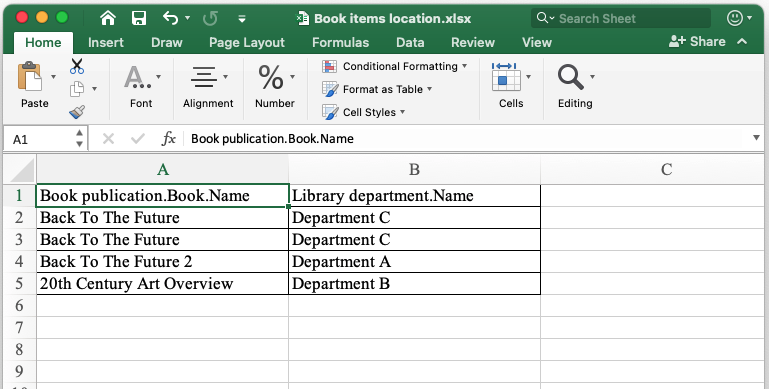 Book items location.xlsx
Search Sheet
Home Insert Draw Page Layout Formulas Data Review View Share
Paste
A
Font
Alignment
%
Number
Conditional Formatting
Format as Table
Cell Styles
Cells
Editing
A1 fx Book publication.Book.Name
A B C
1 Book publication.Book.Name Library department.Name
2 Back To The Future Department C
3 Back To The Future Department C
4 Back To The Future 2 Department A
5 20th Century Art Overview Department B
6
7
8
9